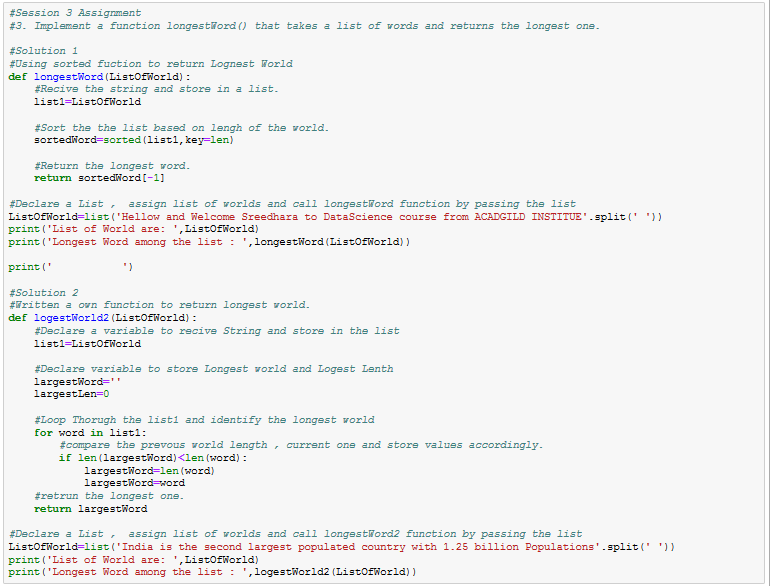 #Session 3 Assignment
#3. Implement a function longestWord() that takes a list of words and returns the longest one.
#Solution 1
#Using sorted fuction to return Lognest World
def longestWord(ListOfWorld):
#Recive the string and store in a list.
list1=ListOfWorld
#Sort the the list based on lengh of the world.
sortedWord=sorted(list1,key=len)
#Return the longest word.
return sortedWord[-1]
#Declare a List ,  assign list of worlds and call longestWord function by passing the list
ListOfWorld=list('Hellow and Welcome Sreedhara to DataScience course from ACADGILD INSTITUE'.split(' '))
print('List of World are: ',ListOfWorld)
print('Longest Word among the list : ',longestWord(ListOfWorld))
print('          ')
#Solution 2
#Written a own function to return longest world.
def logestWorld2(ListOfWorld):
#Declare a variable to recive String and store in the list
list1=ListOfWorld
#Declare variable to store Longest world and Logest Lenth
largestWord=''
largestLen=0
#Loop Thorugh the list1 and identify the longest world
for word in list1:
#compare the prevous world length , current one and store values accordingly.
if len(largestWord)<len(word):
largestWord=len(word)
largestWord=word
#retrun the longest one.
return largestWord
#Declare a List ,  assign list of worlds and call longestWord2 function by passing the list
ListOfWorld=list('India is the second largest populated country with 1.25 billion Populations'.split(' '))
print('List of World are: ',ListOfWorld)
print('Longest Word among the list : ',logestWorld2(ListOfWorld))